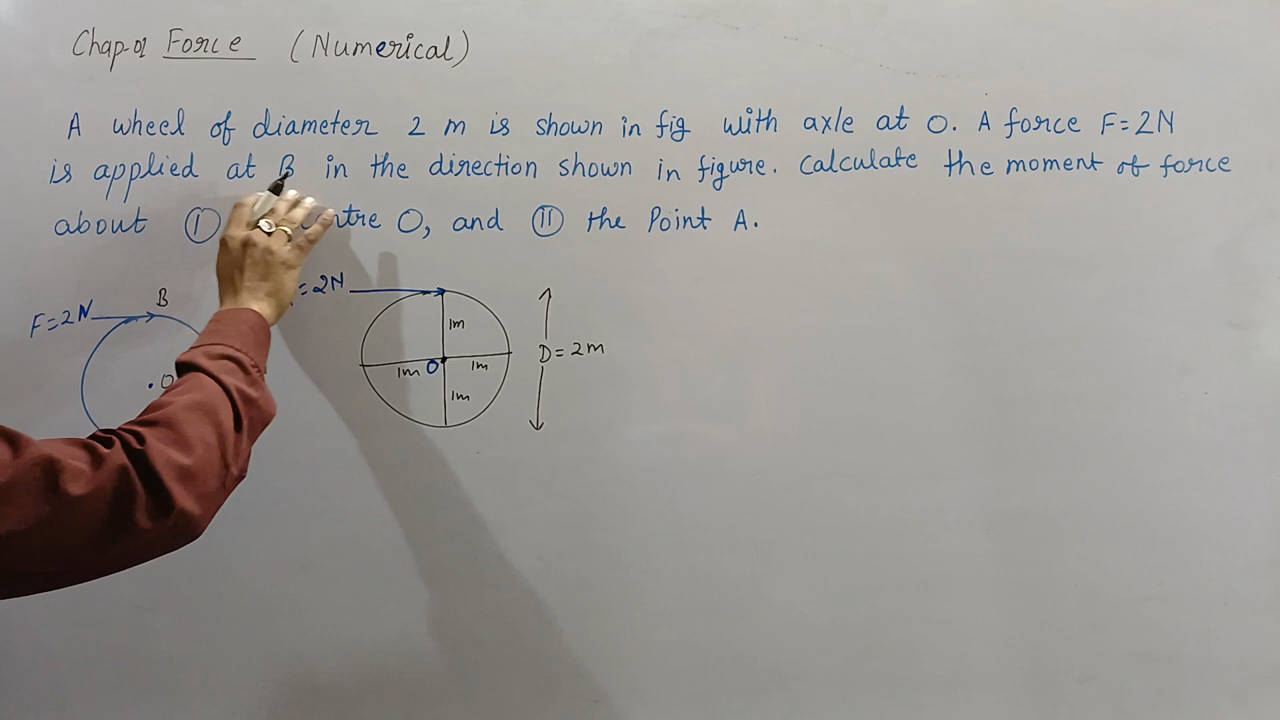 Chap-01 Force (Numerical)
A wheel of diameter 2 m is shown in fig with axle at O. A force F=2N
is applied at B in the direction shown in figure. Calculate the moment of force
about (I) O, and (II) the Point A.
F=2N
B
O
=2N
1m
1m
O
1m
1m
D=2m